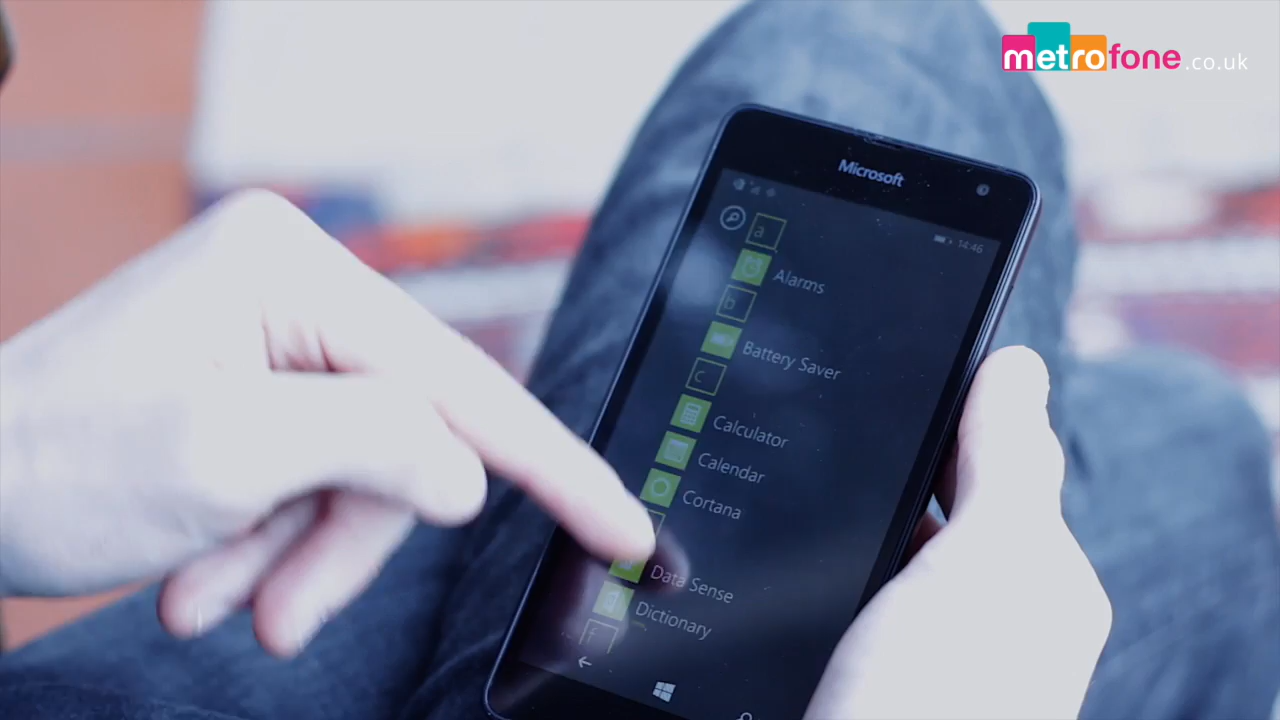 metrofone.co.uk
Microsoft
14:46
a
Alarms
b
Battery Saver
c
Calculator
Calendar
Cortana
Data Sense
Dictionary
f